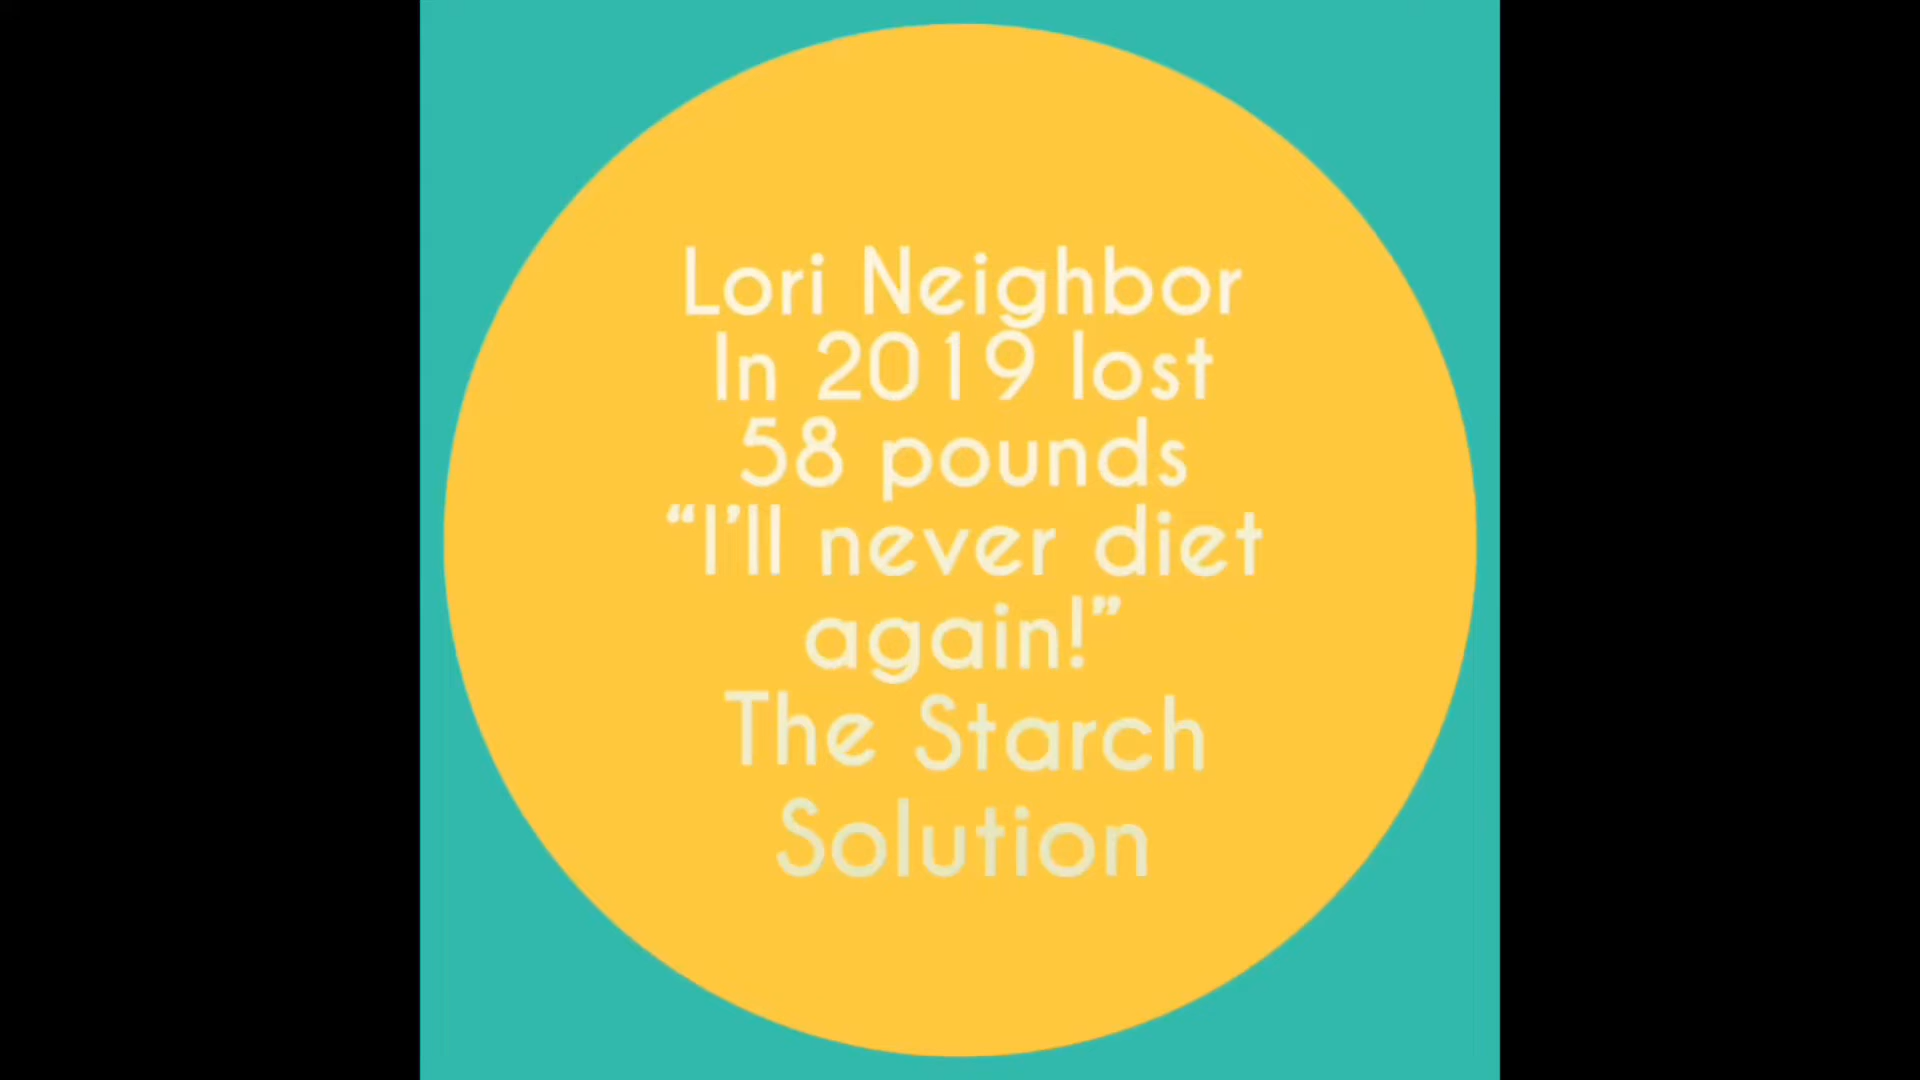 Lori Neighbor
In 2019 lost
58 pounds
“I’ll never diet
again!”
The Starch
Solution